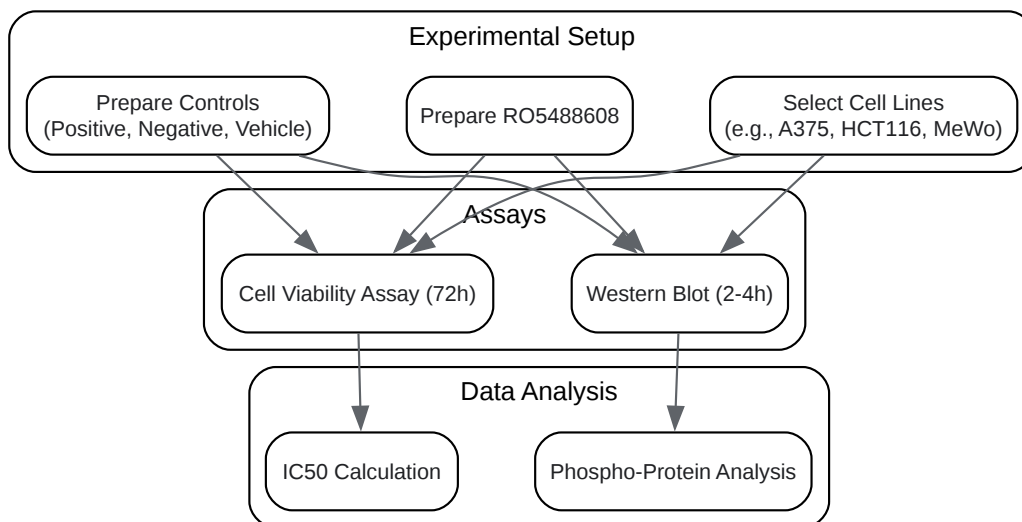 Experimental Setup
Prepare Controls
(Positive, Negative, Vehicle)
Prepare RO5488608
Select Cell Lines
(e.g., A375, HCT116, MeWo)
Assays
Cell Viability Assay (72h)
Western Blot (2-4h)
Data Analysis
IC50 Calculation
Phospho-Protein Analysis